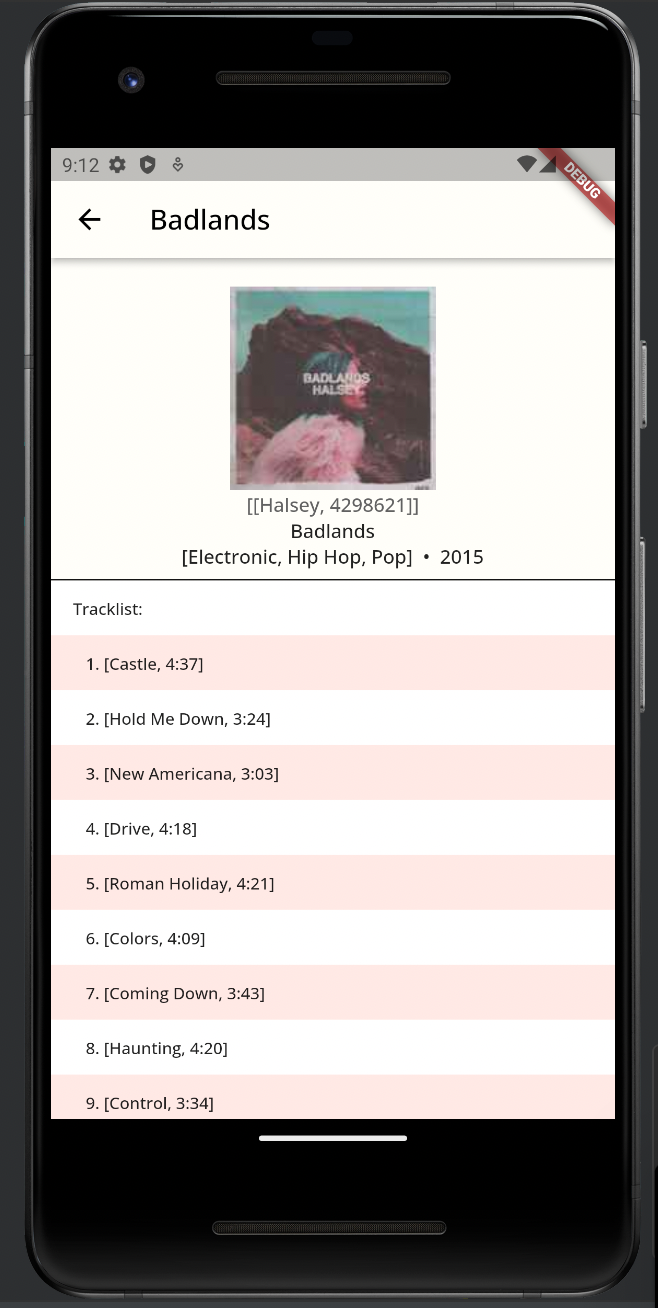 9:12
DEBUG
Badlands
BADLANDS
HALSEY
[[Halsey, 4298621]]
Badlands
[Electronic, Hip Hop, Pop] • 2015
Tracklist:
1. [Castle, 4:37]
2. [Hold Me Down, 3:24]
3. [New Americana, 3:03]
4. [Drive, 4:18]
5. [Roman Holiday, 4:21]
6. [Colors, 4:09]
7. [Coming Down, 3:43]
8. [Haunting, 4:20]
9. [Control, 3:34]